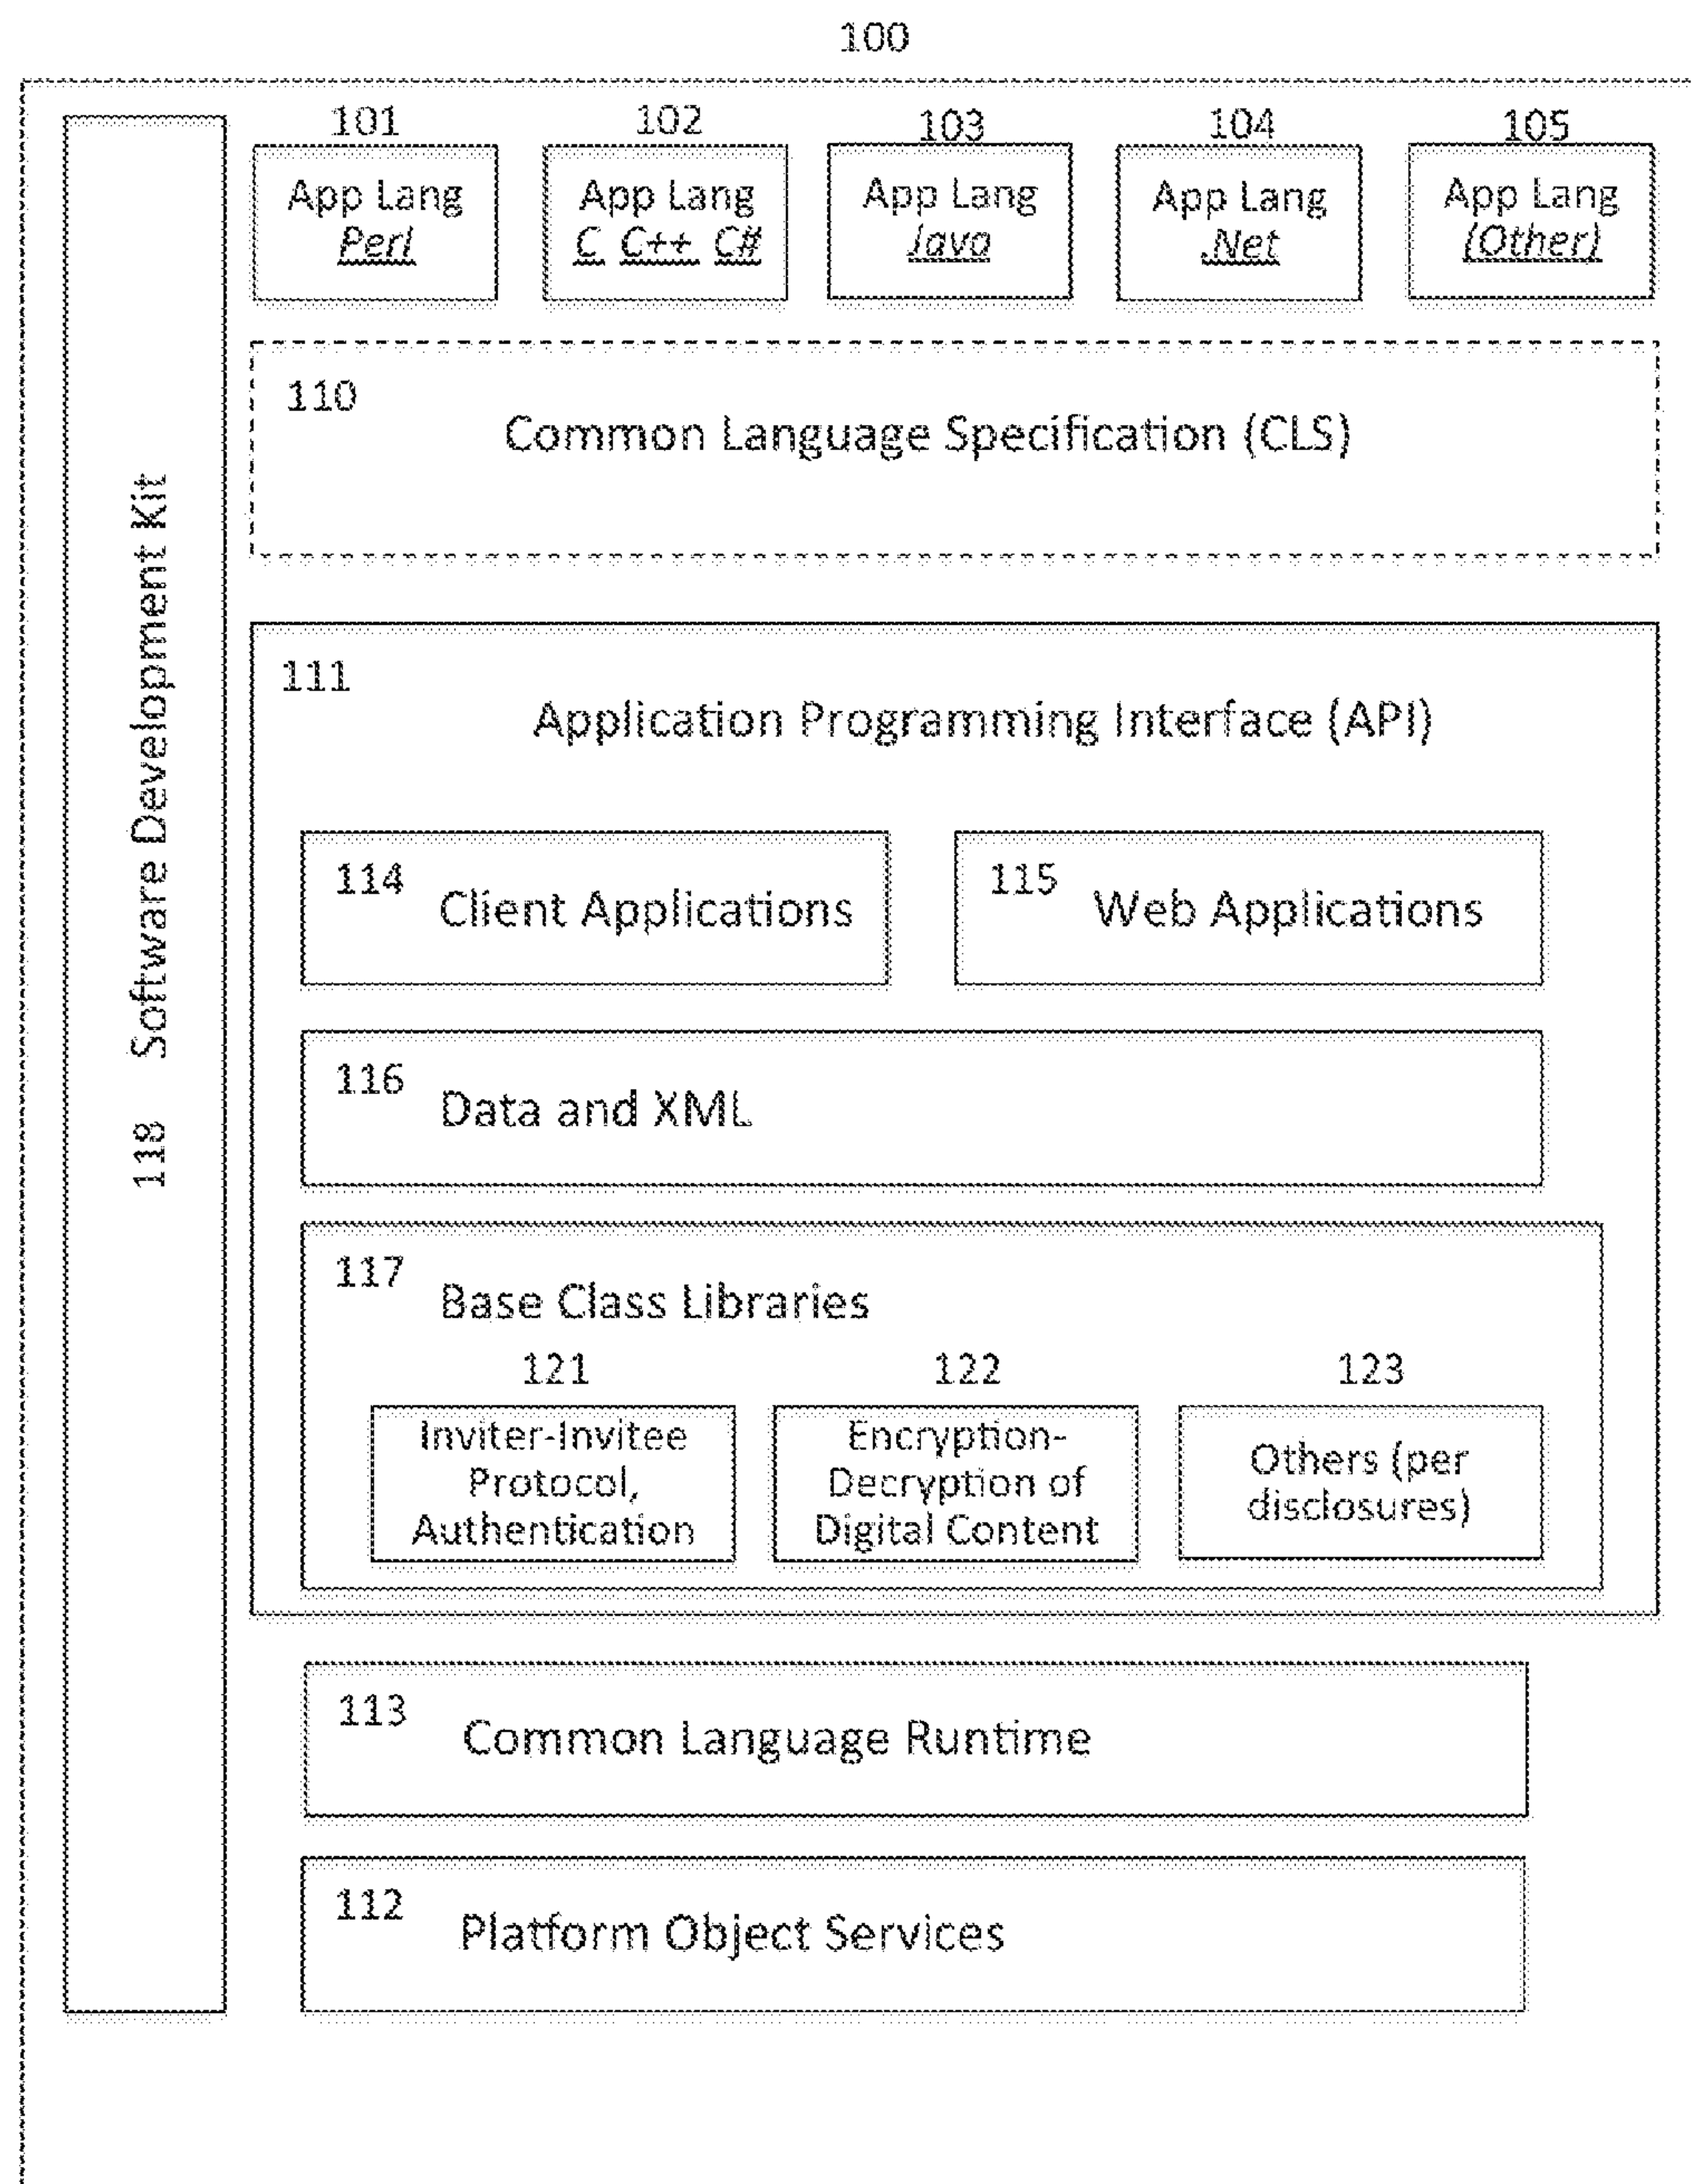 100
118 Software Development Kit
101
App Lang
Perl
102
App Lang
C C++ C#
103
App Lang
Java
104
App Lang
.Net
105
App Lang
(Other)
110
Common Language Specification (CLS)
111
Application Programming Interface (API)
114
Client Applications
115
Web Applications
116
Data and XML
117
Base Class Libraries
121
Inviter-Invitee
Protocol,
Authentication
122
Encryption-
Decryption of
Digital Content
123
Others (per
disclosures)
113
Common Language Runtime
112
Platform Object Services